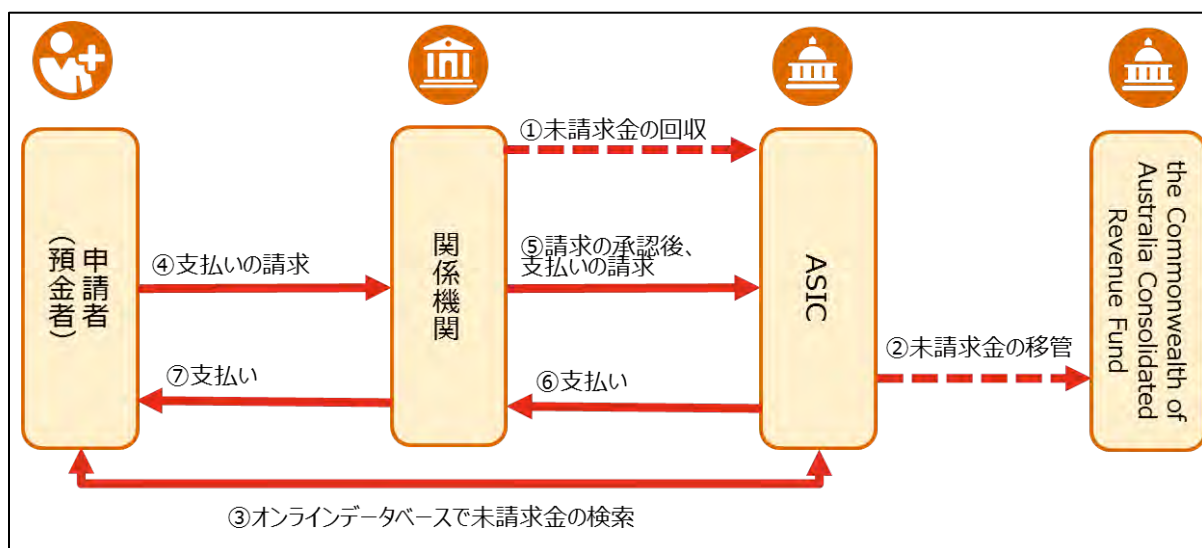 ①未請求金の回収
申請者
（預金者）
④支払いの請求
関係機関
⑤請求の承認後、
支払いの請求
ASIC
②未請求金の移管
the Commonwealth of
Australia Consolidated
Revenue Fund
⑦支払い
⑥支払い
③オンラインデータベースで未請求金の検索